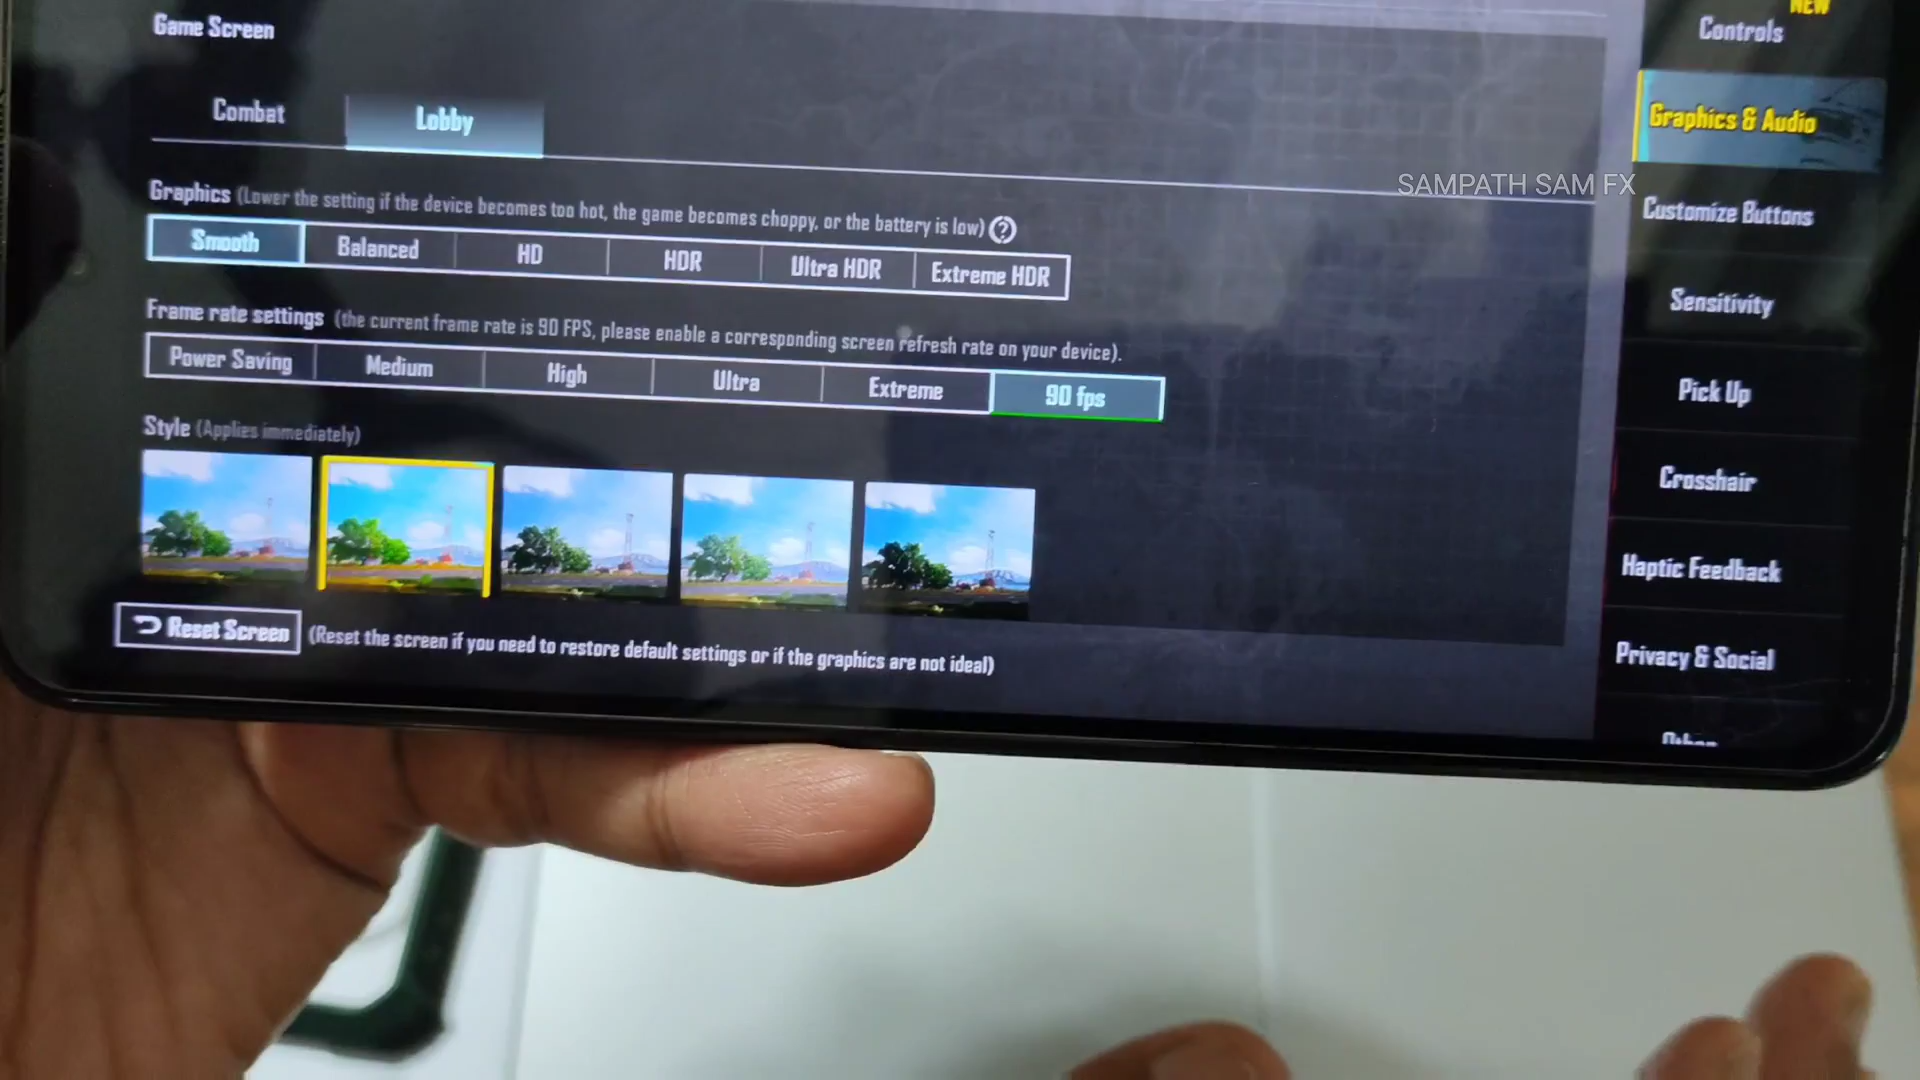 NEW
Game Screen
Controls
Combat
Lobby
Graphics & Audio
SAMPATH SAM FX
Graphics (Lower the setting if the device becomes too hot, the game becomes choppy, or the battery is low) ?
Customize Buttons
Smooth
Balanced
HD
HDR
Ultra HDR
Extreme HDR
Sensitivity
Frame rate settings (the current frame rate is 90 FPS, please enable a corresponding screen refresh rate on your device).
Power Saving
Medium
High
Ultra
Extreme
90 fps
Pick Up
Style (Applies immediately)
Crosshair
Haptic Feedback
Reset Screen (Reset the screen if you need to restore default settings or if the graphics are not ideal)
Privacy & Social